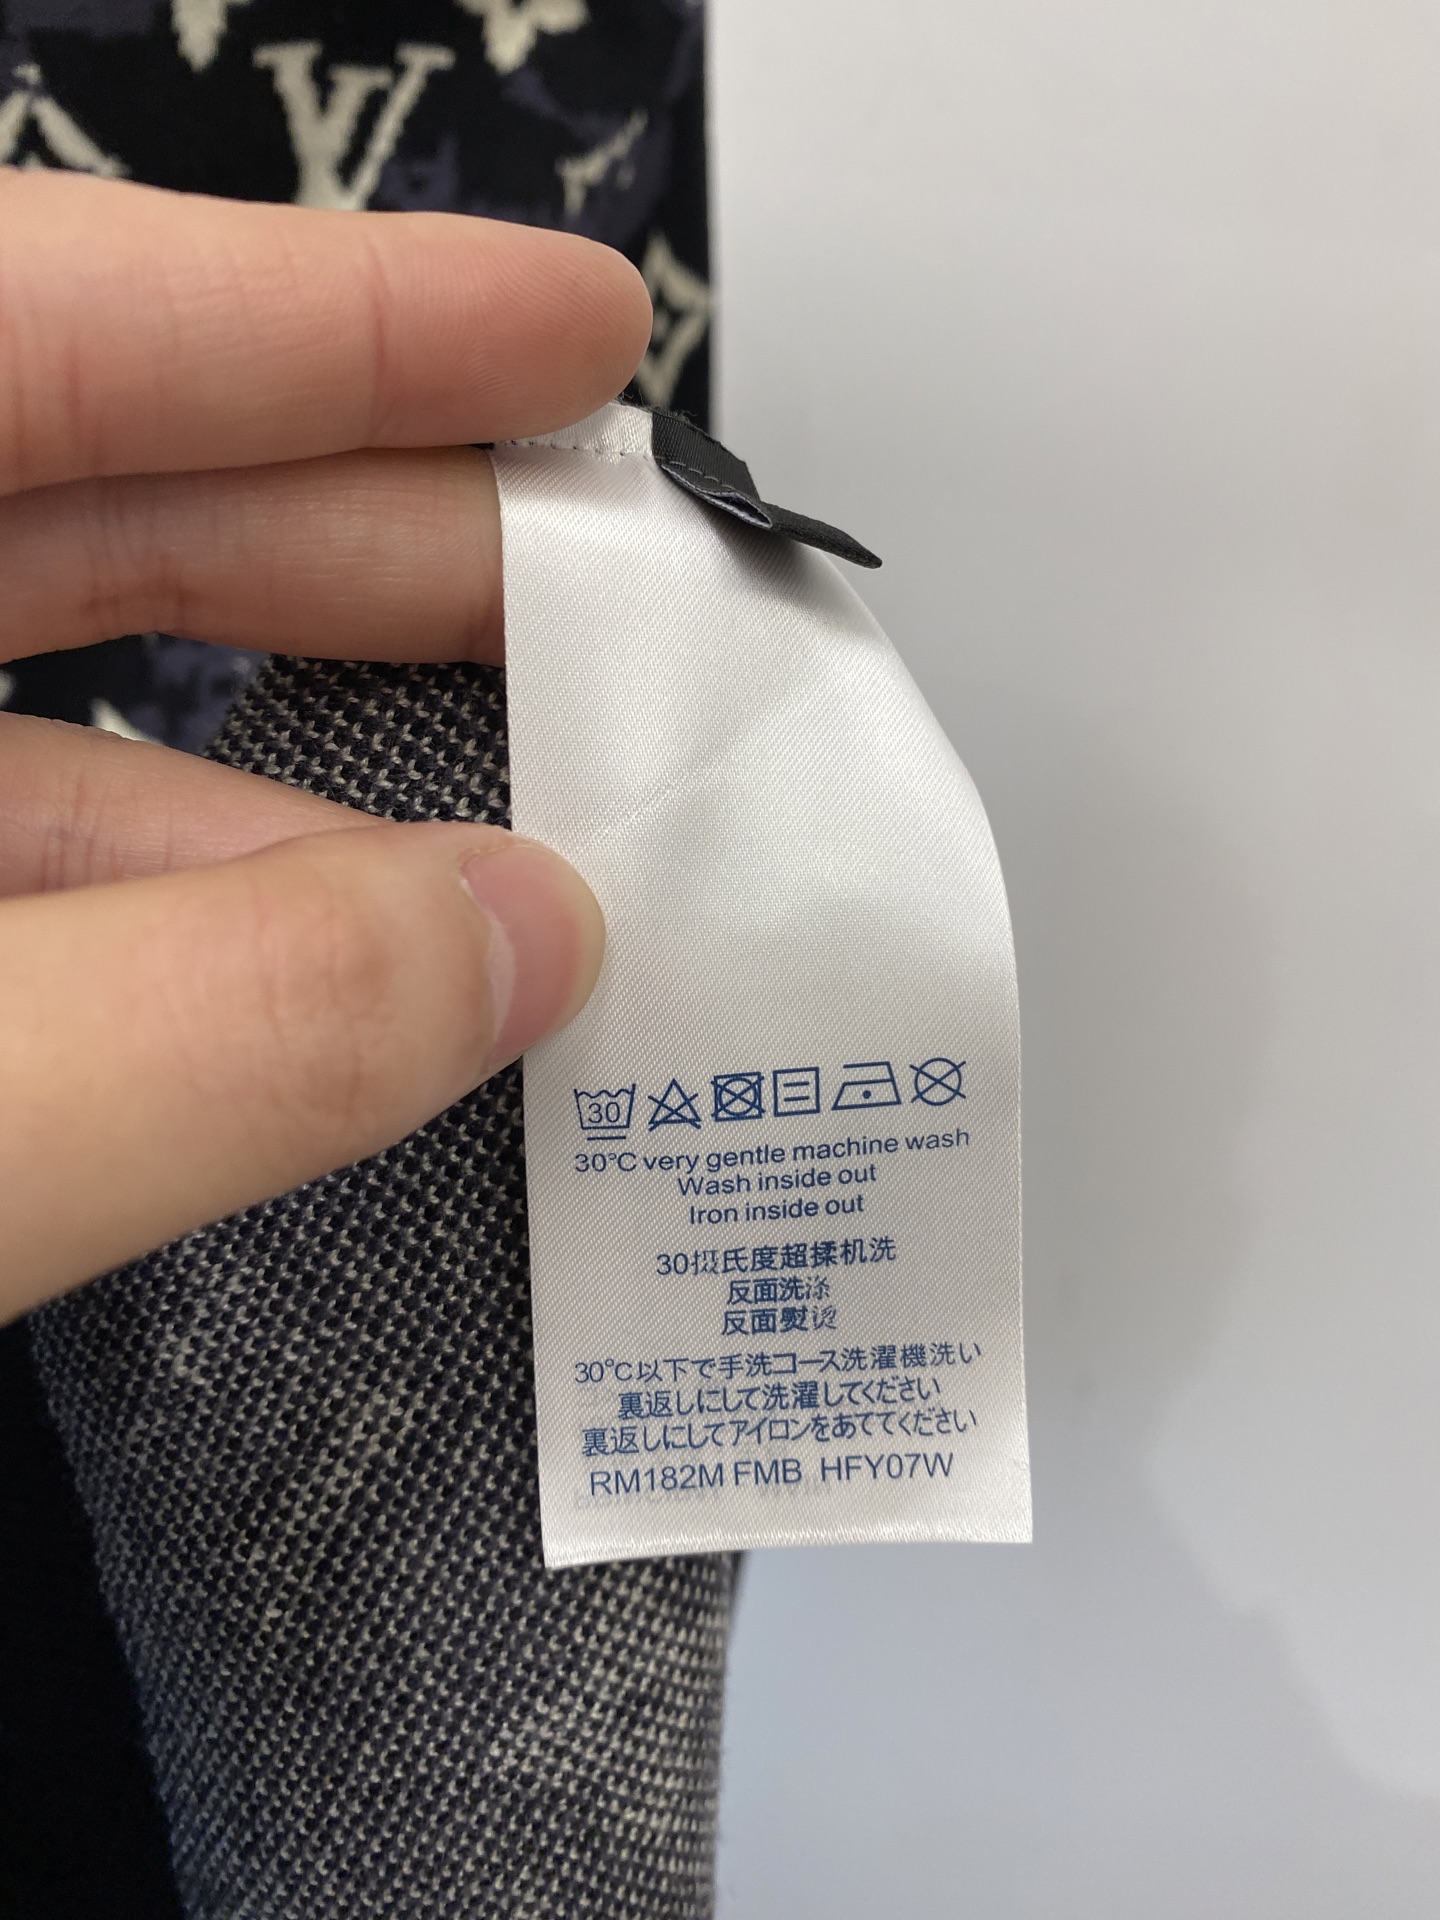 LV
30
30°C very gentle machine wash
Wash inside out
Iron inside out
30摄氏度超揉机洗
反面洗涤
反面熨烫
30°C以下で手洗コース洗濯機洗い
裏返しにして洗濯してください
裏返しにしてアイロンをあててください
RM182M FMB HFY07W